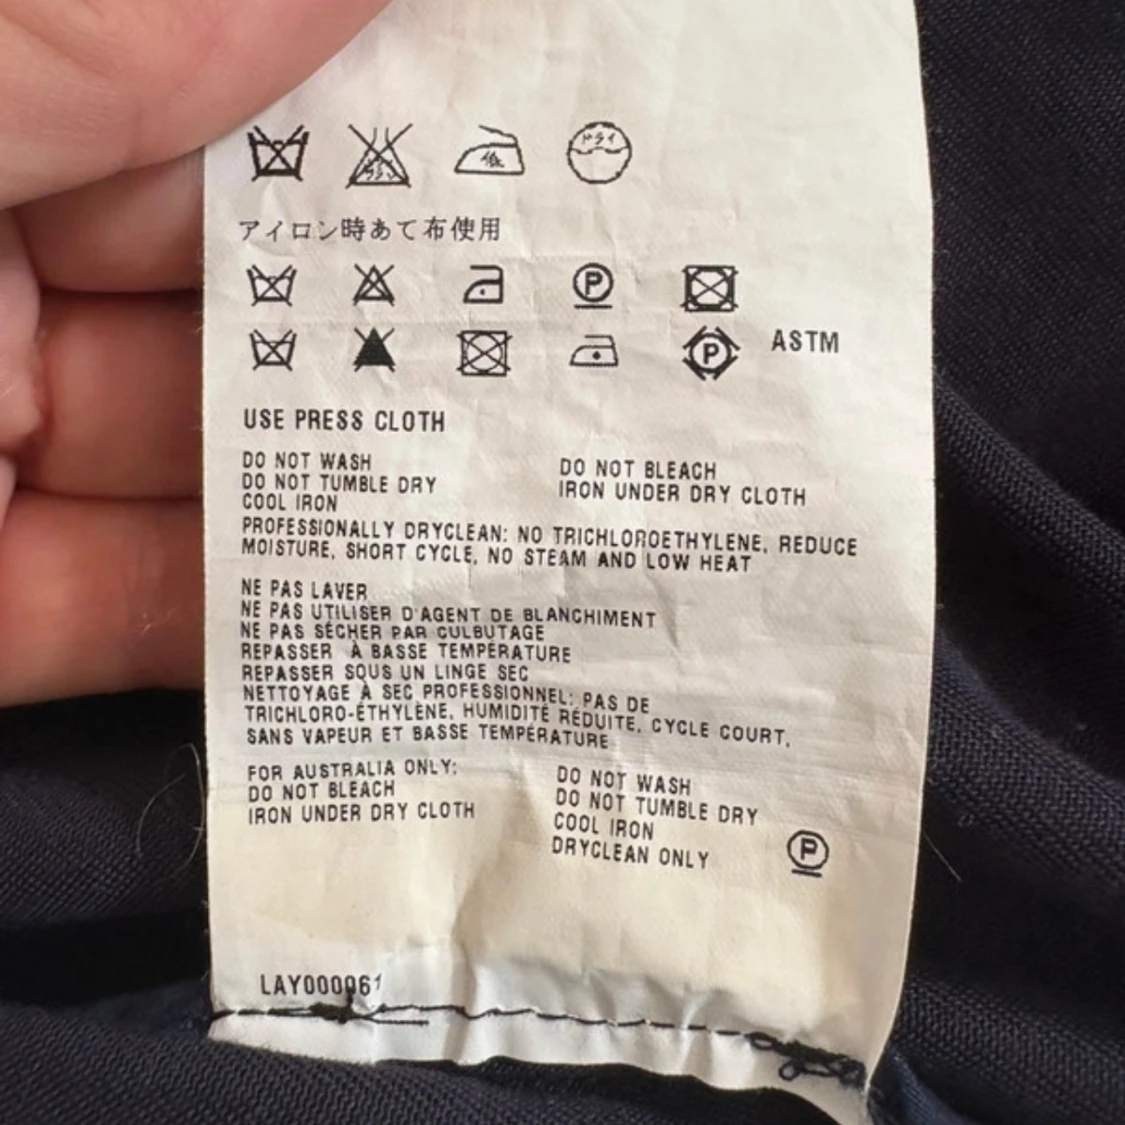 ドライ
アイロン時あて布使用
P
P ASTM
USE PRESS CLOTH
DO NOT WASH
DO NOT TUMBLE DRY
COOL IRON
DO NOT BLEACH
IRON UNDER DRY CLOTH
PROFESSIONALLY DRYCLEAN: NO TRICHLOROETHYLENE, REDUCE
MOISTURE, SHORT CYCLE, NO STEAM AND LOW HEAT
NE PAS LAVER
NE PAS UTILISER D'AGENT DE BLANCHIMENT
NE PAS SÉCHER PAR CULBUTAGE
REPASSER À BASSE TEMPÉRATURE
REPASSER SOUS UN LINGE SEC
NETTOYAGE À SEC PROFESSIONNEL: PAS DE
TRICHLORO-ÉTHYLÈNE, HUMIDITÉ RÉDUITE, CYCLE COURT,
SANS VAPEUR ET BASSE TEMPÉRATURE
FOR AUSTRALIA ONLY:
DO NOT BLEACH
IRON UNDER DRY CLOTH
DO NOT WASH
DO NOT TUMBLE DRY
COOL IRON
DRYCLEAN ONLY
P
LAY000061